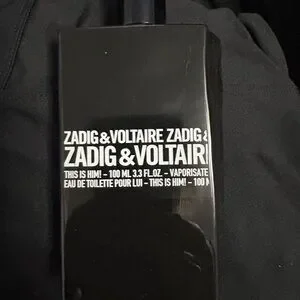 ZADIG&VOLTAIRE ZADIG &
ZADIG&VOLTAIR
THIS IS HIM! – 100 ML 3.3 FL.OZ. – VAPORISATE
EAU DE TOILETTE POUR LUI – THIS IS HIM! – 100 M